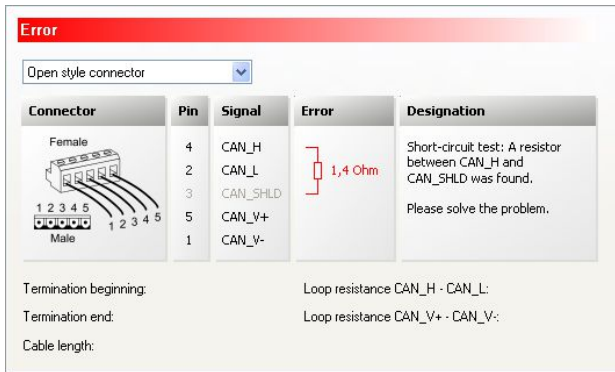 Error
Open style connector
Connector Pin Signal Error Designation
Female
1 2 3 4 5
Male
1 2 3 4 5
4 CAN_H
2 CAN_L
3 CAN_SHLD
5 CAN_V+
1 CAN_V-
1,4 Ohm
Short-circuit test: A resistor
between CAN_H and
CAN_SHLD was found.
Please solve the problem.
Termination beginning: Loop resistance CAN_H - CAN_L:
Termination end: Loop resistance CAN_V+ - CAN_V-:
Cable length: